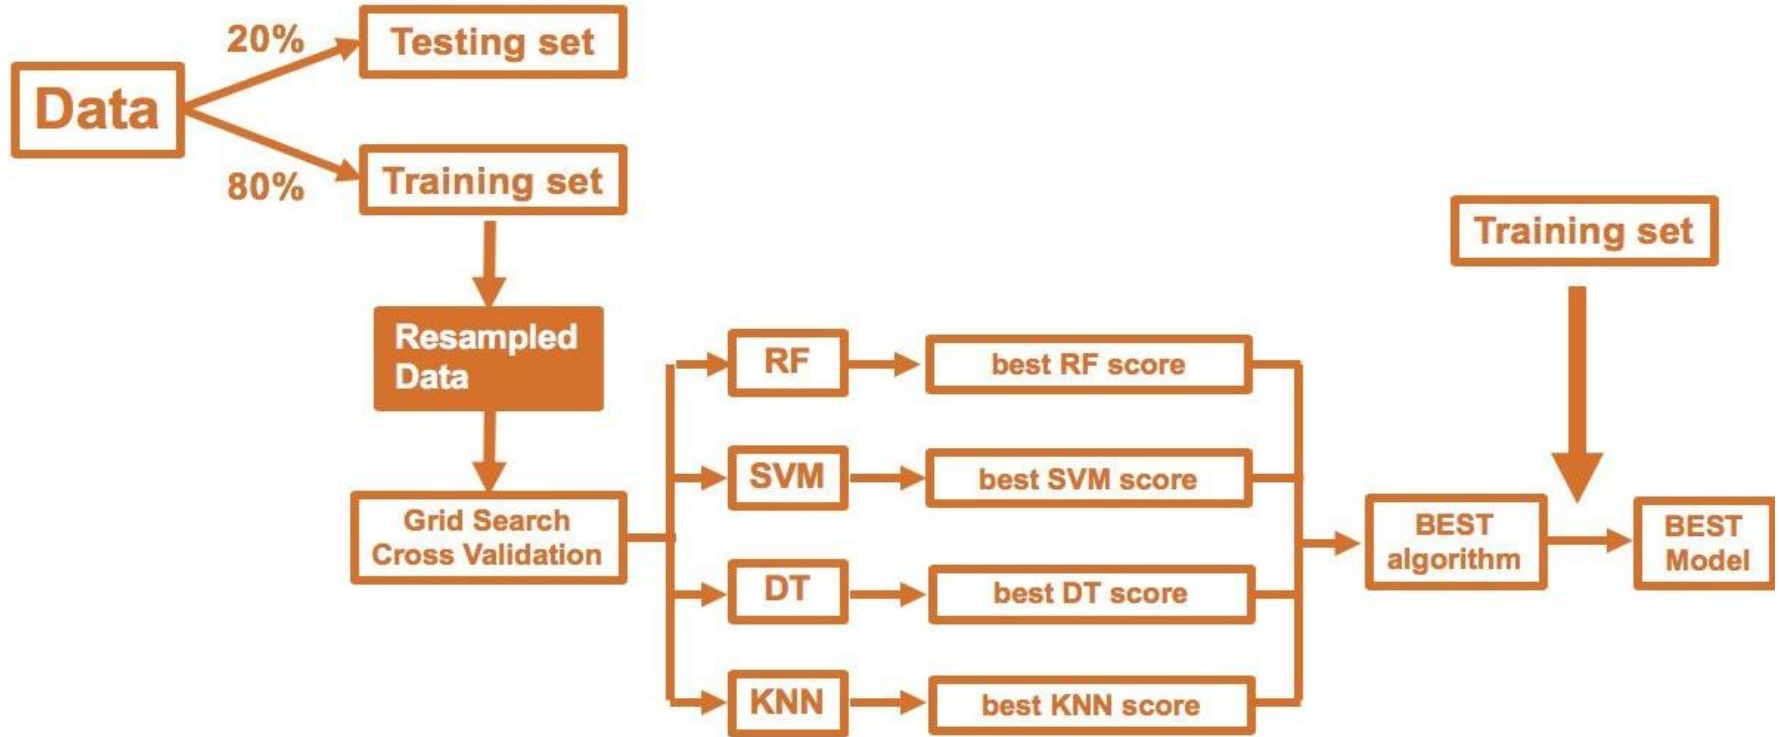 20%
Testing set
Data
80%
Training set
Training set
Resampled
Data
RF
best RF score
SVM
best SVM score
Grid Search
Cross Validation
BEST
algorithm
BEST
Model
DT
best DT score
KNN
best KNN score